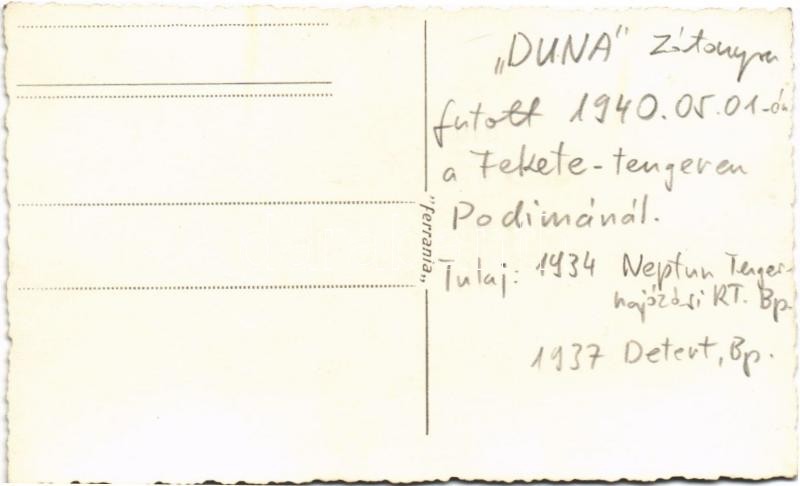 „DUNA" Zátonyra
futott 1940.05.01-én
a Fekete-tengeren
Podimánál.
Tulaj: 1934 Neptun Tenger-
hajózási RT. Bp.
1937 Detert, Bp.
"ferrania„